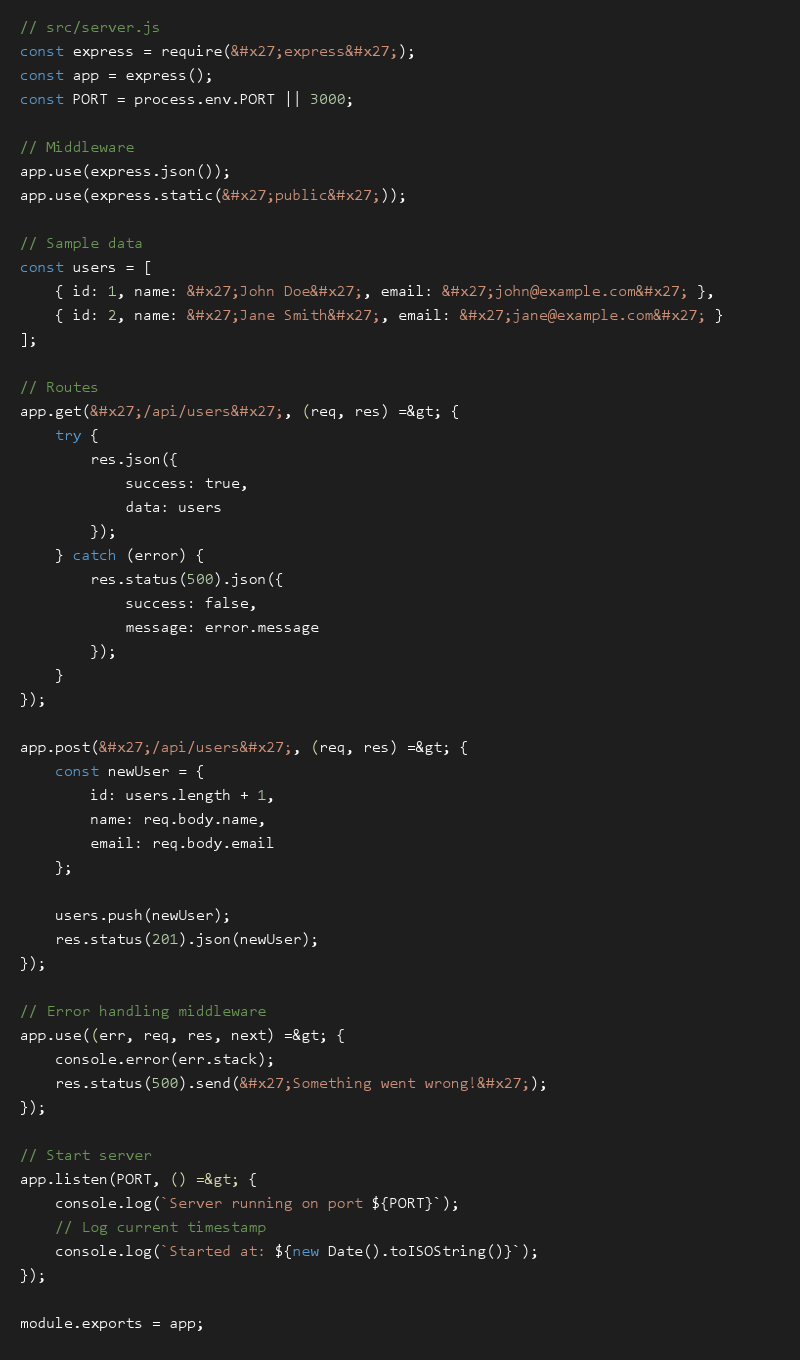 // src/server.js
const express = require(&#x27;express&#x27;);
const app = express();
const PORT = process.env.PORT || 3000;

// Middleware
app.use(express.json());
app.use(express.static(&#x27;public&#x27;));

// Sample data
const users = [
    { id: 1, name: &#x27;John Doe&#x27;, email: &#x27;john@example.com&#x27; },
    { id: 2, name: &#x27;Jane Smith&#x27;, email: &#x27;jane@example.com&#x27; }
];

// Routes
app.get(&#x27;/api/users&#x27;, (req, res) =&gt; {
    try {
        res.json({
            success: true,
            data: users
        });
    } catch (error) {
        res.status(500).json({
            success: false,
            message: error.message
        });
    }
});

app.post(&#x27;/api/users&#x27;, (req, res) =&gt; {
    const newUser = {
        id: users.length + 1,
        name: req.body.name,
        email: req.body.email
    };

    users.push(newUser);
    res.status(201).json(newUser);
});

// Error handling middleware
app.use((err, req, res, next) =&gt; {
    console.error(err.stack);
    res.status(500).send(&#x27;Something went wrong!&#x27;);
});

// Start server
app.listen(PORT, () =&gt; {
    console.log(`Server running on port ${PORT}`);
    // Log current timestamp
    console.log(`Started at: ${new Date().toISOString()}`);
});

module.exports = app;